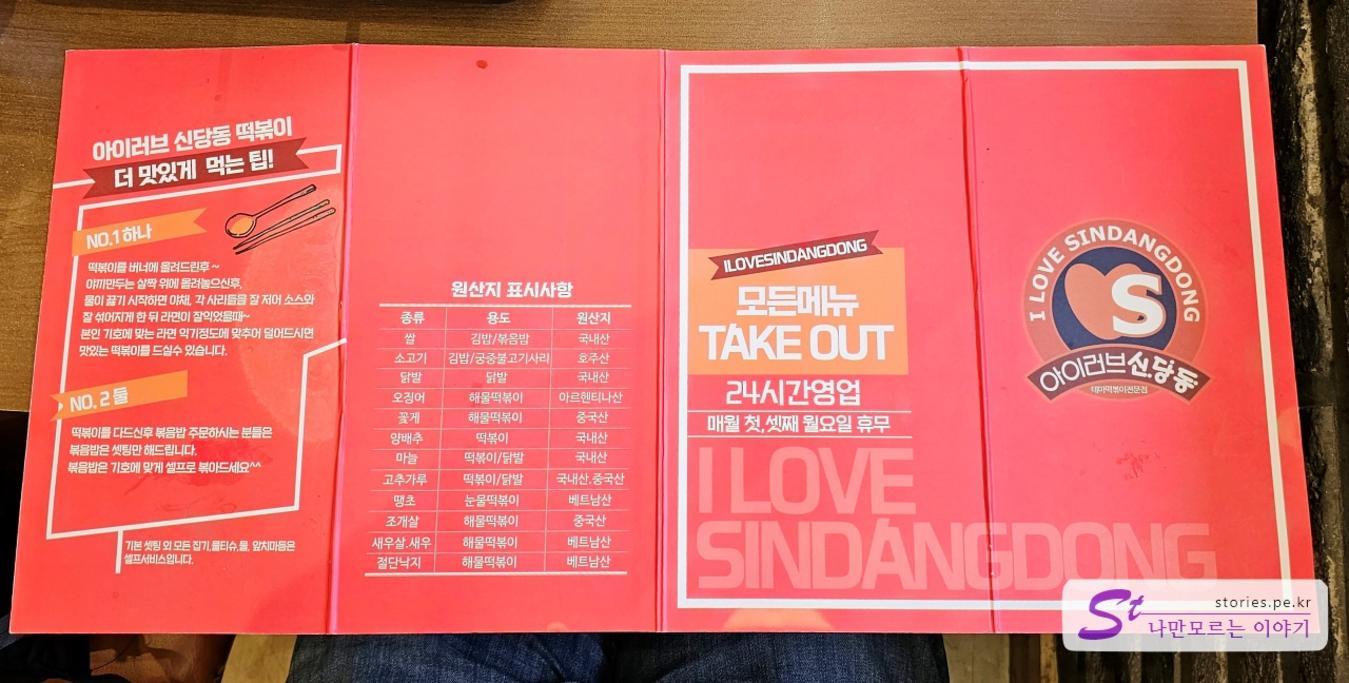 아이러브 신당동 떡볶이
더 맛있게 먹는 팁!
NO.1 하나
떡볶이를 버너에 올려드린후 ~
야끼만두는 살짝 위에 올려놓으신후,
물이 끓기 시작하면 야채, 각 사리들을 잘 저어 소스와
잘 섞어지게 한 뒤 라면이 잘익었을때~
본인 기호에 맞는 라면 익기정도에 맞추어 덜어드시면
맛있는 떡볶이를 드실수 있습니다.
NO. 2 둘
떡볶이를 다드신후 볶음밥 주문하시는 분들은
볶음밥은 셋팅만 해드립니다.
볶음밥은 기호에 맞게 셀프로 볶아드세요^^
기본 셋팅 외 모든 집기,물티슈,물, 앞치마등은
셀프서비스입니다.
원산지 표시사항
종류 용도 원산지
쌀 김밥/볶음밥 국내산
소고기 김밥/궁중불고기사리 호주산
닭발 닭발 국내산
오징어 해물떡볶이 아르헨티나산
꽃게 해물떡볶이 중국산
양배추 떡볶이 국내산
마늘 떡볶이/닭발 국내산
고추가루 떡볶이/닭발 국내산.중국산
땡초 눈물떡볶이 베트남산
조개살 해물떡볶이 중국산
새우살.새우 해물떡볶이 베트남산
절단낙지 해물떡볶이 베트남산
ILOVESINDANGDONG
모든메뉴
TAKE OUT
24시간영업
매월 첫,셋째 월요일 휴무
I LOVE
SINDANGDONG
I LOVE SINDANGDONG
S
아이러브 신.당.동
테마떡볶이전문점
St
stories.pe.kr
나만모르는 이야기